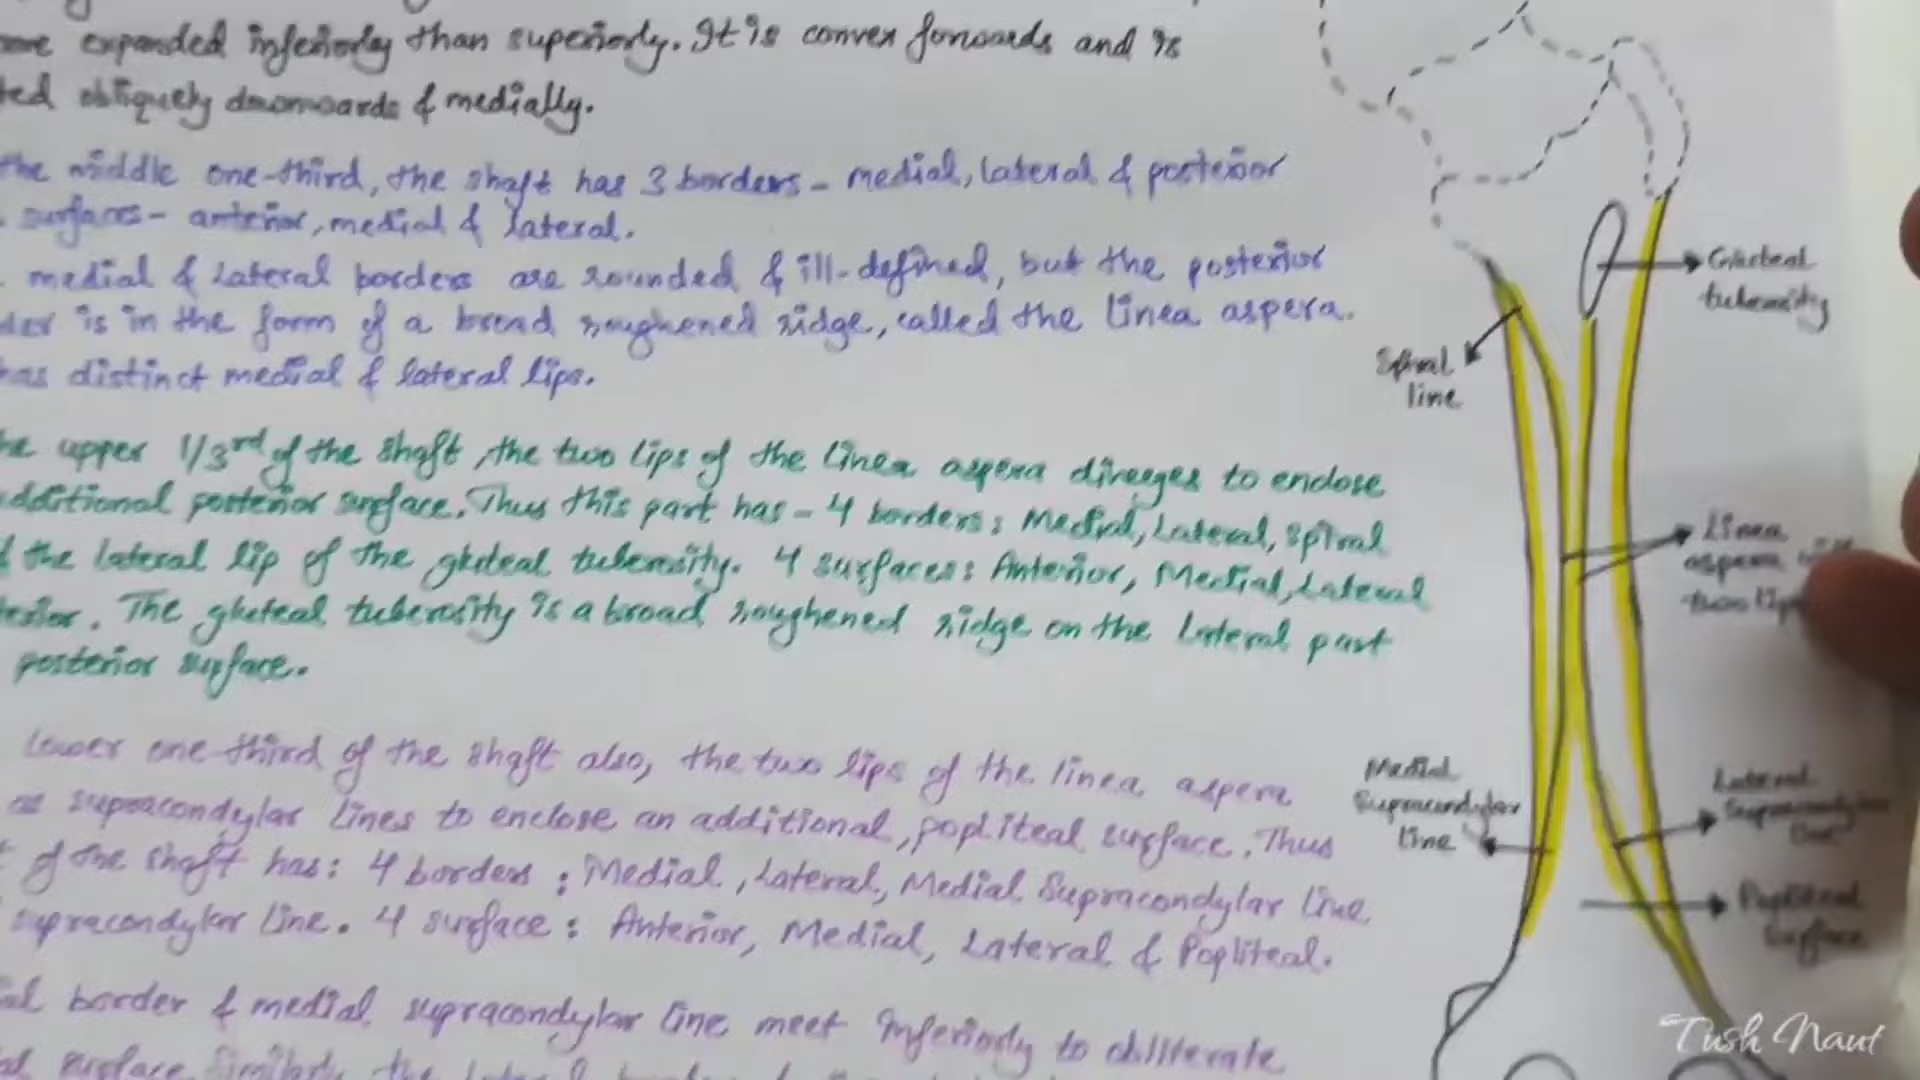 expanded inferiorly than superiorly. It is convex forwards and is
ted obliquely downwards & medially.
the middle one-third, the shaft has 3 borders - medial, lateral & posterior
surfaces - anterior, medial & lateral.
medial & lateral borders are rounded & ill-defined, but the posterior
der is in the form of a broad roughened ridge, called the linea aspera.
has distinct medial & lateral lips.
he upper 1/3rd of the shaft, the two lips of the linea aspera diverges to enclose
additional posterior surface. Thus this part has - 4 borders: Medial, Lateral, Spiral
the lateral lip of the gluteal tuberosity. 4 surfaces: Anterior, Medial, Lateral
terior. The gluteal tuberosity is a broad roughened ridge on the lateral part
posterior surface.
Lower one-third of the shaft also, the two lips of the linea aspera
as supracondylar lines to enclose an additional, popliteal surface. Thus
of the shaft has: 4 borders: Medial, Lateral, Medial Supracondylar line,
supracondylar line. 4 surface: Anterior, Medial, Lateral & Popliteal.
al border & medial supracondylar line meet inferiorly to obliterate
surface. Similarly the
Gluteal
tuberosity
Spiral
line
Linea
aspera
two lip
Medial
Supracondylar
line
Lateral
Supracondylar
line
Popliteal
Surface
Tush Naut